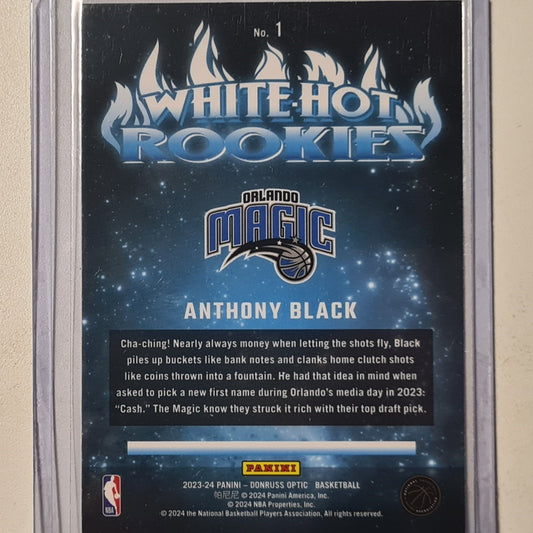 No. 1
WHITE-HOT
ROOKIES
ORLANDO
MAGIC
ANTHONY BLACK
Cha-ching! Nearly always money when letting the shots fly, Black
piles up buckets like bank notes and clanks home clutch shots
like coins thrown into a fountain. He had that idea in mind when
asked to pick a new first name during Orlando's media day in 2023:
“Cash.” The Magic know they struck it rich with their top draft pick.
PANINI
2023-24 PANINI – DONRUSS OPTIC BASKETBALL
帕尼尼 © 2024 Panini America, Inc.
© 2024 NBA Properties, Inc.
© 2024 the National Basketball Players Association. All rights reserved.
NBA